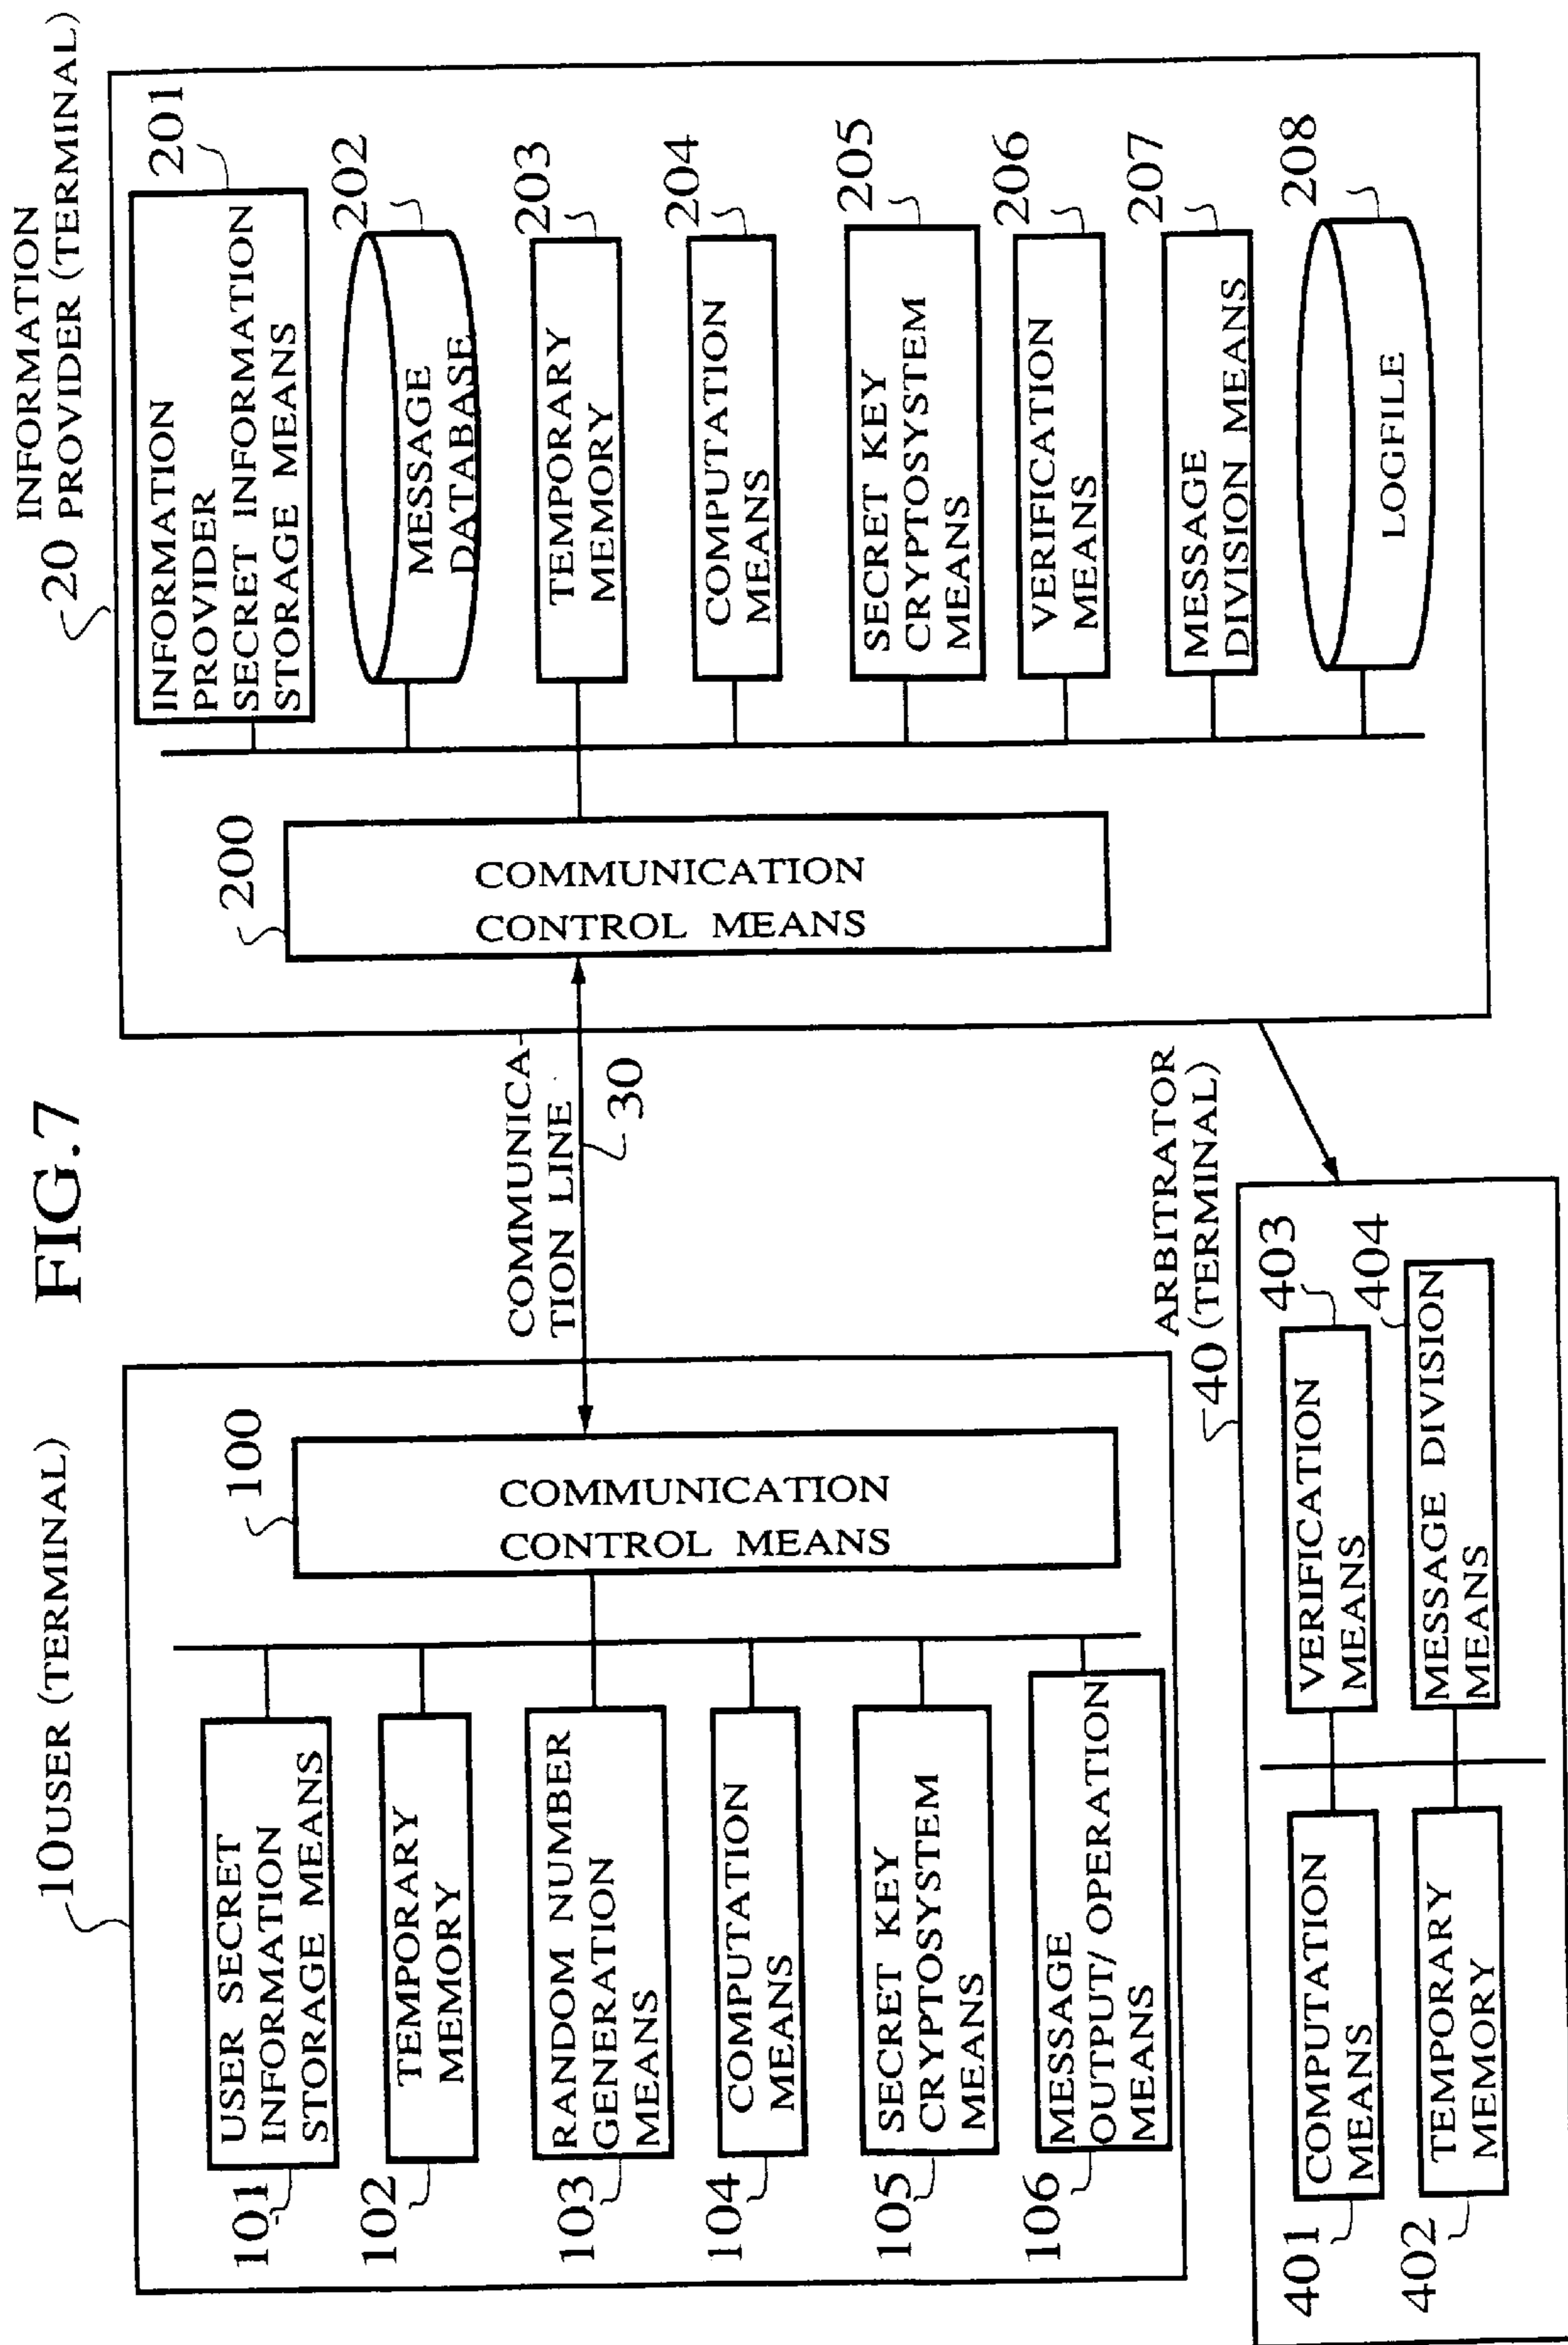 FIG.7
10 USER (TERMINAL)
100
COMMUNICATION
CONTROL MEANS
101
USER SECRET
INFORMATION
STORAGE MEANS
102
TEMPORARY
MEMORY
103
RANDOM NUMBER
GENERATION
MEANS
104
COMPUTATION
MEANS
105
SECRET KEY
CRYPTOSYSTEM
MEANS
106
MESSAGE
OUTPUT/ OPERATION
MEANS
COMMUNICA-
TION LINE
30
INFORMATION
20 PROVIDER (TERMINAL)
200
COMMUNICATION
CONTROL MEANS
INFORMATION
PROVIDER
SECRET INFORMATION
STORAGE MEANS
201
MESSAGE
DATABASE
202
TEMPORARY
MEMORY
203
COMPUTATION
MEANS
204
SECRET KEY
CRYPTOSYSTEM
MEANS
205
VERIFICATION
MEANS
206
MESSAGE
DIVISION MEANS
207
LOGFILE
208
ARBITRATOR
40 (TERMINAL)
401
COMPUTATION
MEANS
402
TEMPORARY
MEMORY
VERIFICATION
MEANS
403
MESSAGE DIVISION
MEANS
404